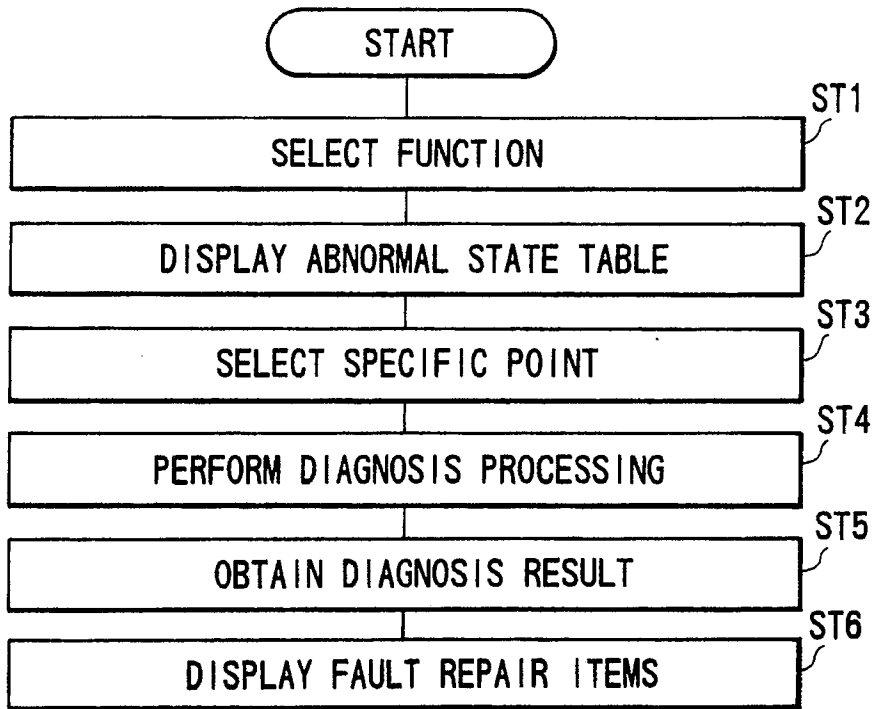 START
ST1
SELECT FUNCTION
ST2
DISPLAY ABNORMAL STATE TABLE
ST3
SELECT SPECIFIC POINT
ST4
PERFORM DIAGNOSIS PROCESSING
ST5
OBTAIN DIAGNOSIS RESULT
ST6
DISPLAY FAULT REPAIR ITEMS